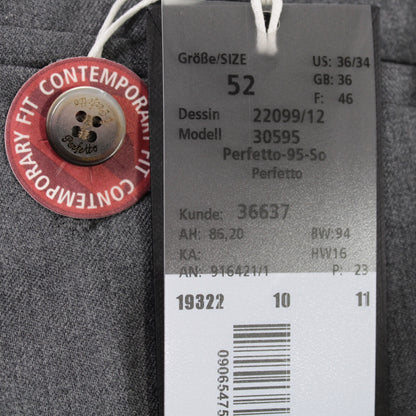 CONTEMPORARY FIT CONTEMPORARY FIT
Perfetto
Größe/SIZE
52
US: 36/34
GB: 36
F: 46
Dessin 22099/12
Modell 30595
Perfetto-95-So
Perfetto
Kunde: 36637
AH: 86,20 BW:94
KA: HW16
AN: 916421/1 P: 23
19322 10 11
09065475